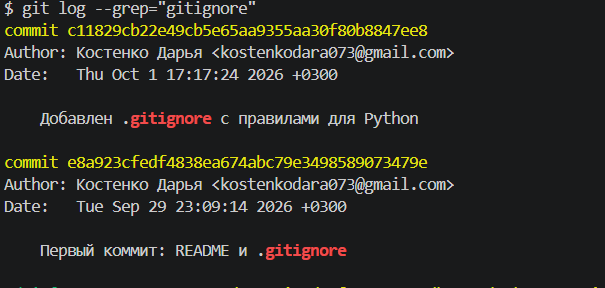 $ git log --grep="gitignore"
commit c11829cb22e49cb5e65aa9355aa30f80b8847ee8
Author: Костенко Дарья <kostenkodara073@gmail.com>
Date:   Thu Oct 1 17:17:24 2026 +0300
Добавлен .gitignore с правилами для Python
commit e8a923cfedf4838ea674abc79e3498589073479e
Author: Костенко Дарья <kostenkodara073@gmail.com>
Date:   Tue Sep 29 23:09:14 2026 +0300
Первый коммит: README и .gitignore